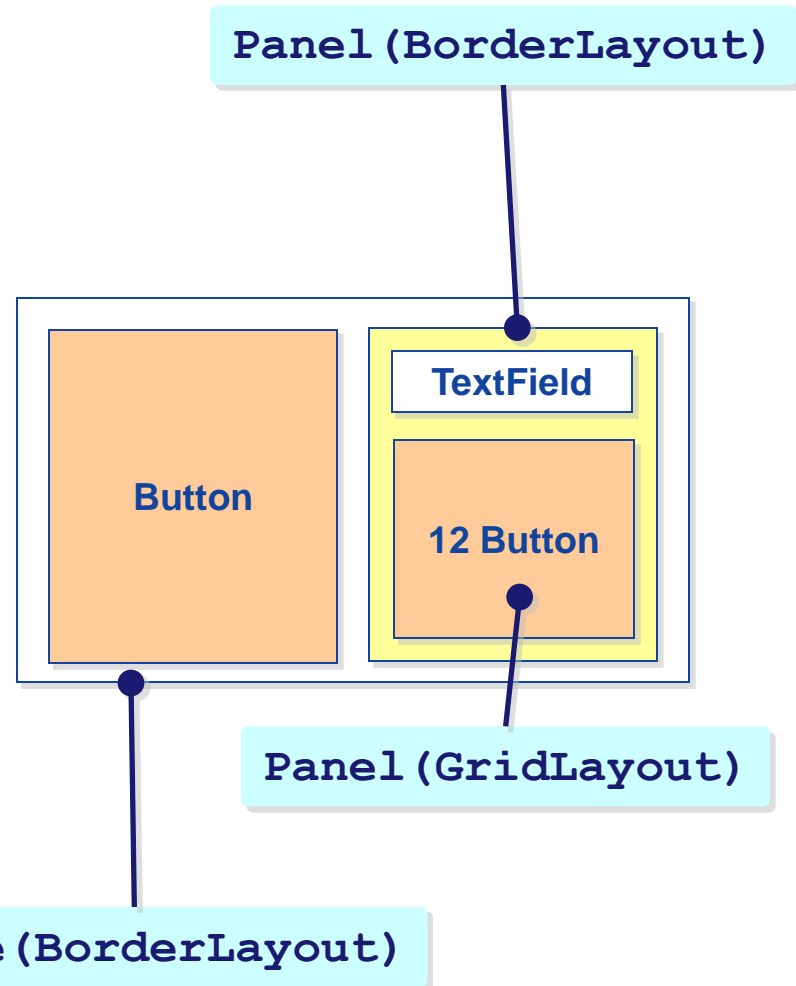 Panel(BorderLayout)
TextField
Button
12 Button
Panel(GridLayout)
e(BorderLayout)